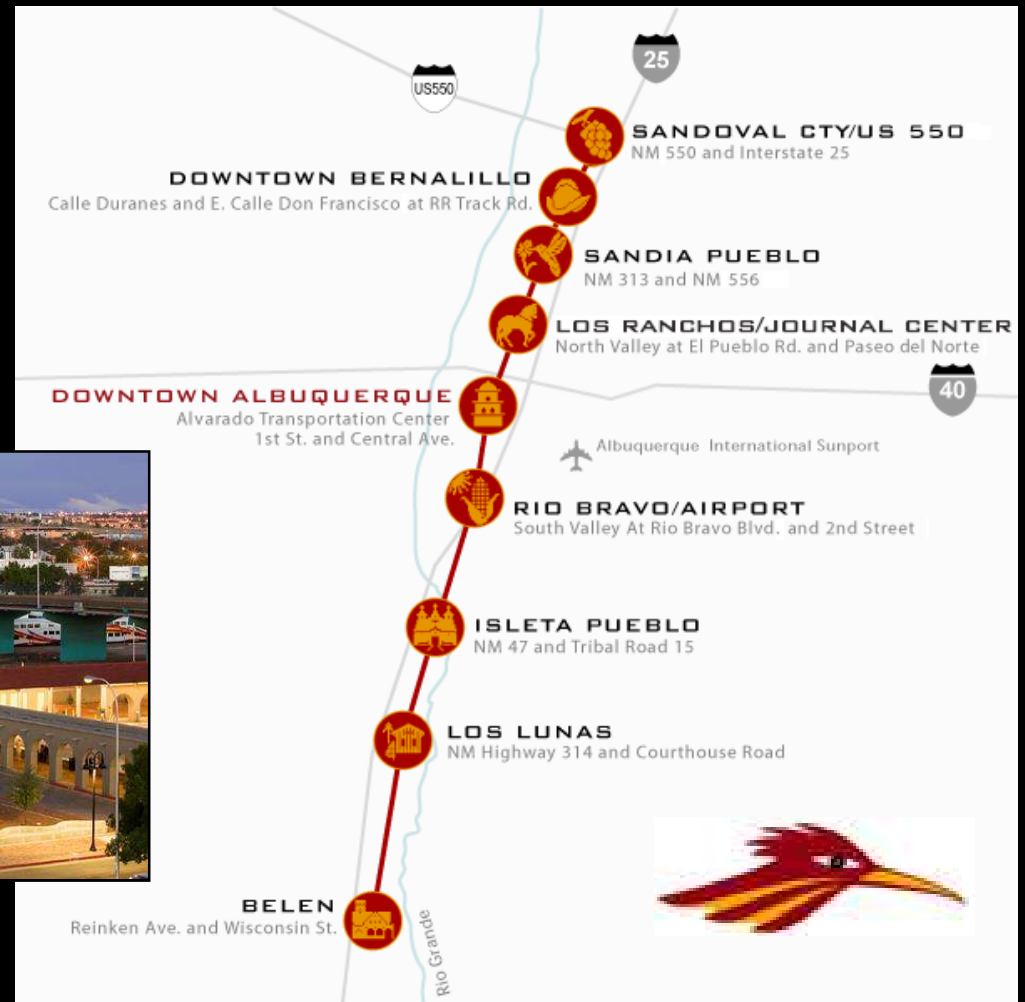 25
US550
SANDOVAL CTY/US 550
NM 550 and Interstate 25
DOWNTOWN BERNALILLO
Calle Duranes and E. Calle Don Francisco at RR Track Rd.
SANDIA PUEBLO
NM 313 and NM 556
LOS RANCHOS/JOURNAL CENTER
North Valley at El Pueblo Rd. and Paseo del Norte
40
DOWNTOWN ALBUQUERQUE
Alvarado Transportation Center
1st St. and Central Ave.
Albuquerque International Sunport
RIO BRAVO/AIRPORT
South Valley At Rio Bravo Blvd. and 2nd Street
ISLETA PUEBLO
NM 47 and Tribal Road 15
LOS LUNAS
NM Highway 314 and Courthouse Road
BELEN
Reinken Ave. and Wisconsin St.
Rio Grande